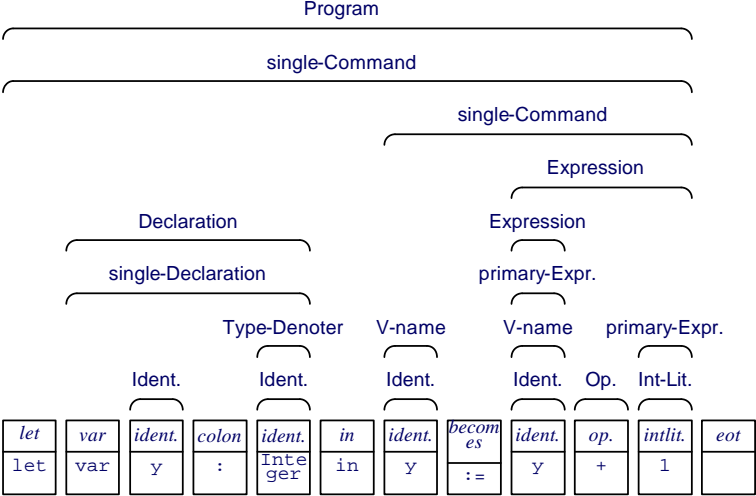 Program
single-Command
single-Command
Expression
Declaration Expression
single-Declaration primary-Expr.
Type-Denoter V-name V-name primary-Expr.
Ident. Ident. Ident. Ident. Op. Int-Lit.
let var ident. colon ident. in ident. becom es ident. op. intlit. eot
let var y : Inte ger in y := y + 1